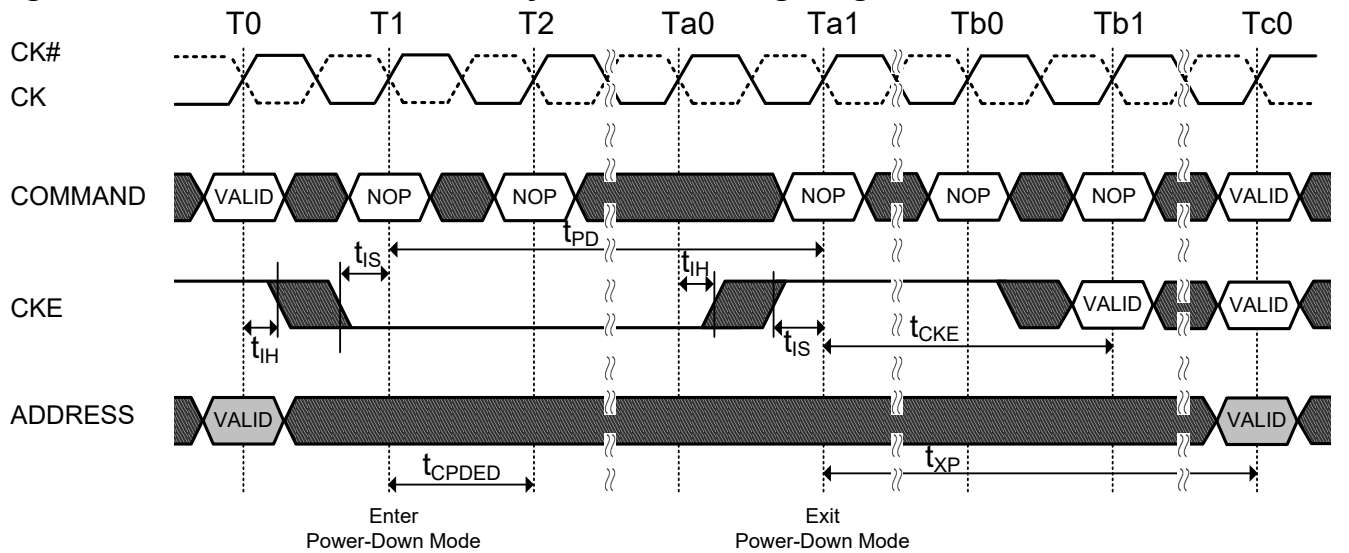 T0 T1 T2 Ta0 Ta1 Tb0 Tb1 Tc0
CK#
CK
COMMAND VALID NOP NOP NOP NOP NOP VALID
tPD
tIS tIH
CKE VALID VALID
tIH tIS tCKE
ADDRESS VALID VALID
tCPDED tXP
Enter Exit
Power-Down Mode Power-Down Mode